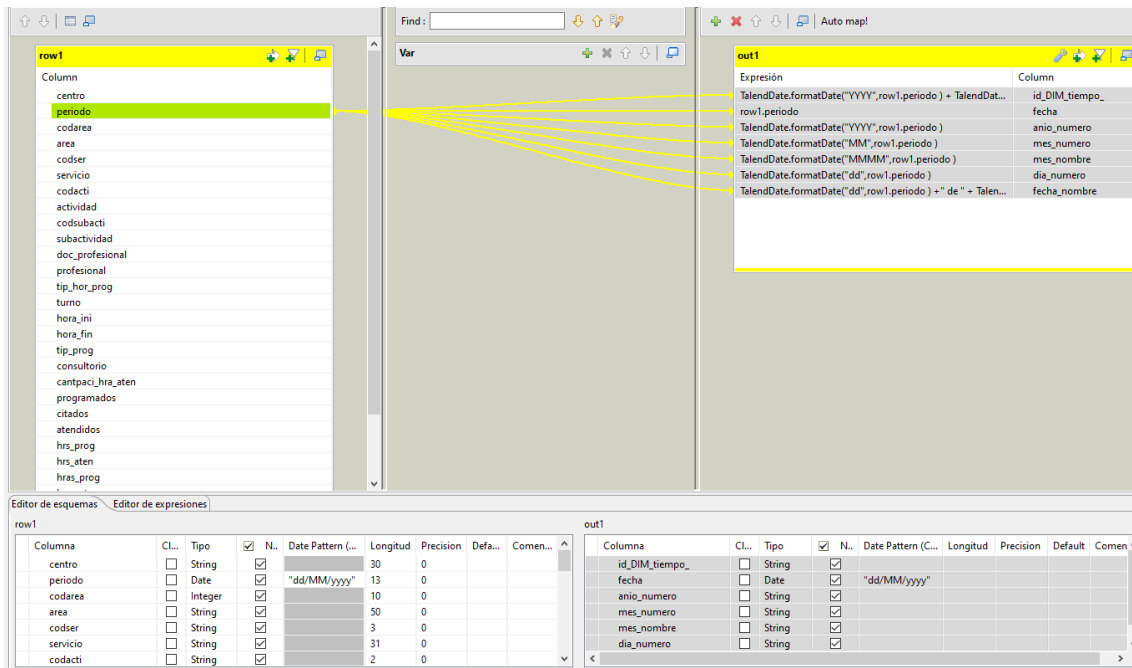 Find :
Auto map!
row1
Column
centro
periodo
codarea
area
codser
servicio
codacti
actividad
codsubacti
subactividad
doc_profesional
profesional
tip_hor_prog
turno
hora_ini
hora_fin
tip_prog
consultorio
cantpaci_hra_aten
programados
citados
atendidos
hrs_prog
hrs_aten
hras_prog
Var
out1
Expresión Column
TalendDate.formatDate("YYYY",row1.periodo ) + TalendDat... id_DIM_tiempo_
row1.periodo fecha
TalendDate.formatDate("YYYY",row1.periodo ) anio_numero
TalendDate.formatDate("MM",row1.periodo ) mes_numero
TalendDate.formatDate("MMMM",row1.periodo ) mes_nombre
TalendDate.formatDate("dd",row1.periodo ) dia_numero
TalendDate.formatDate("dd",row1.periodo ) +" de " + Talen... fecha_nombre
Editor de esquemas Editor de expresiones
row1
Columna Cl... Tipo N.. Date Pattern (... Longitud Precision Defa... Comen...
centro String 30 0
periodo Date "dd/MM/yyyy" 13 0
codarea Integer 10 0
area String 50 0
codser String 3 0
servicio String 31 0
codacti String 2 0
out1
Columna Cl... Tipo N.. Date Pattern (C... Longitud Precision Default Comen
id_DIM_tiempo_ String
fecha Date "dd/MM/yyyy"
anio_numero String
mes_numero String
mes_nombre String
dia_numero String